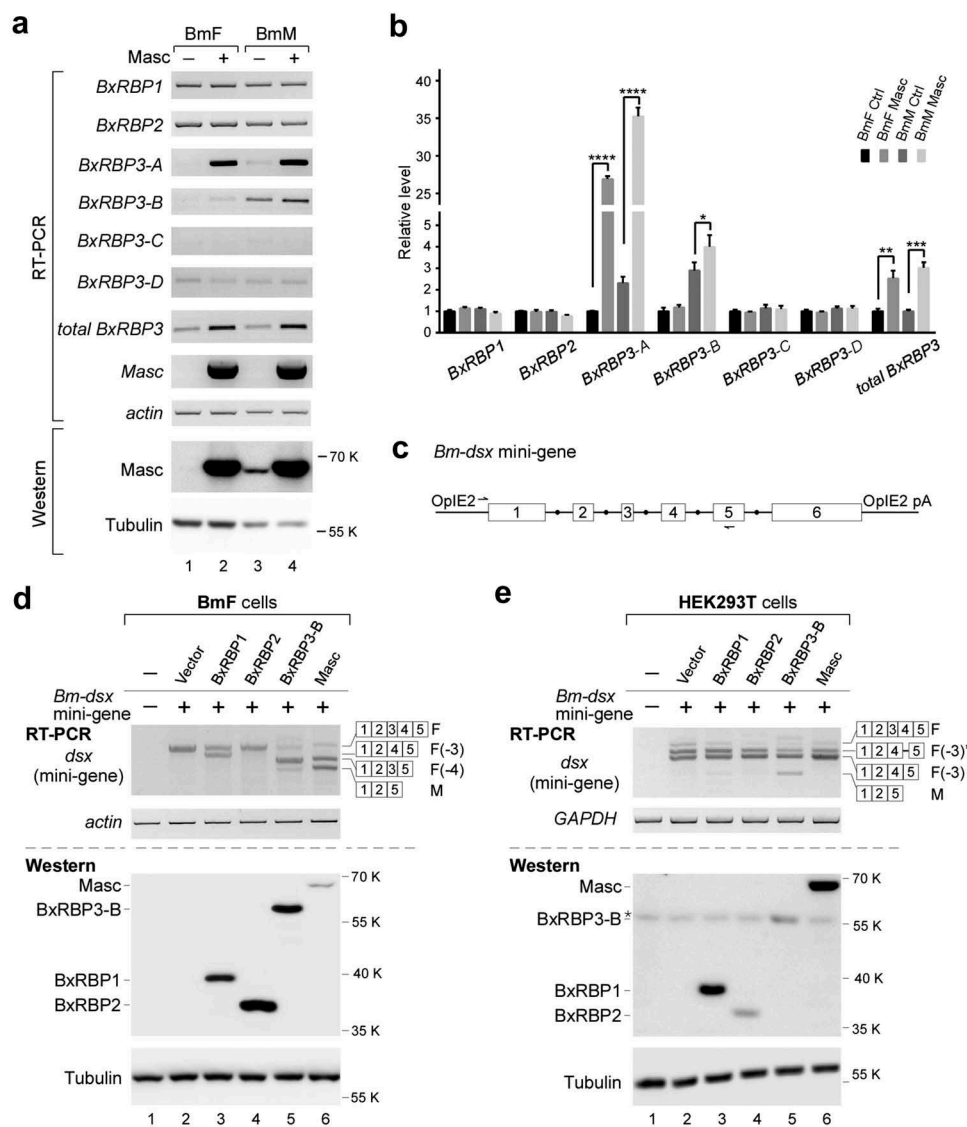 a
BmF BmM
Masc – + – +
RT-PCR
BxRBP1
BxRBP2
BxRBP3-A
BxRBP3-B
BxRBP3-C
BxRBP3-D
total BxRBP3
Masc
actin
Western
Masc
70 K
Tubulin
55 K
1 2 3 4
b
Relative level
40
35
30
25
5
4
3
2
1
0
**** ****
*
** ***
BmF Ctrl
BmF Masc
BmM Ctrl
BmM Masc
BxRBP1 BxRBP2 BxRBP3-A BxRBP3-B BxRBP3-C BxRBP3-D total BxRBP3
c Bm-dsx mini-gene
OpIE2 1 2 3 4 5 6 OpIE2 pA
d
BmF cells
– Vector BxRBP1 BxRBP2 BxRBP3-B Masc
Bm-dsx
mini-gene – + + + + +
RT-PCR
dsx
(mini-gene)
1 2 3 4 5 F
1 2 4 5 F(-3)
1 2 3 5 F(-4)
1 2 5 M
actin
Western
Masc
BxRBP3-B
BxRBP1
BxRBP2
70 K
55 K
40 K
35 K
Tubulin
55 K
1 2 3 4 5 6
e
HEK293T cells
– Vector BxRBP1 BxRBP2 BxRBP3-B Masc
Bm-dsx
mini-gene – + + + + +
RT-PCR
dsx
(mini-gene)
1 2 3 4 5 F
1 2 4 5 F(-3)'
1 2 4 5 F(-3)
1 2 5 M
GAPDH
Western
Masc
BxRBP3-B *
BxRBP1
BxRBP2
70 K
55 K
40 K
35 K
Tubulin
55 K
1 2 3 4 5 6